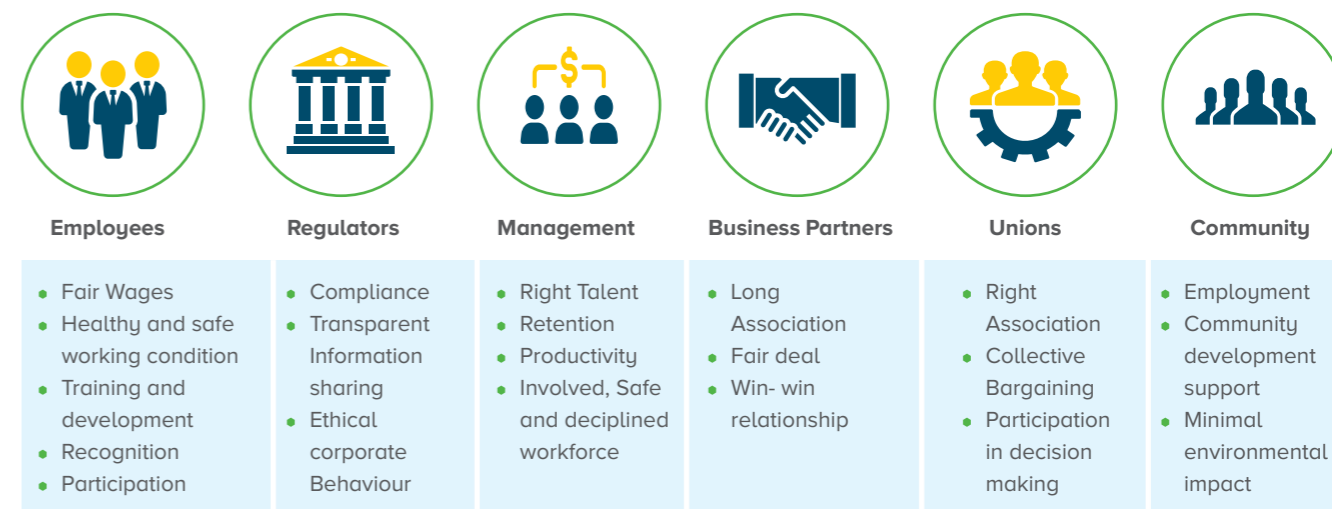 Employees
Fair Wages
Healthy and safe
working condition
Training and
development
Recognition
Participation
Regulators
Compliance
Transparent
Information
sharing
Ethical
corporate
Behaviour
Management
Right Talent
Retention
Productivity
Involved, Safe
and deciplined
workforce
Business Partners
Long
Association
Fair deal
Win- win
relationship
Unions
Right
Association
Collective
Bargaining
Participation
in decision
making
Community
Employment
Community
development
support
Minimal
environmental
impact